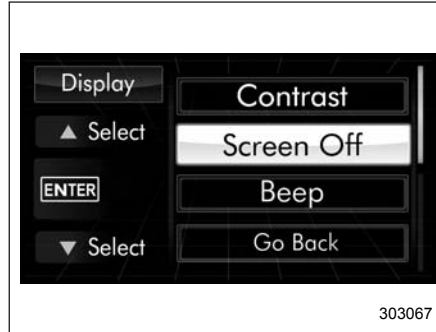 Display
▲ Select
ENTER
▼ Select
Contrast
Screen Off
Beep
Go Back
303067